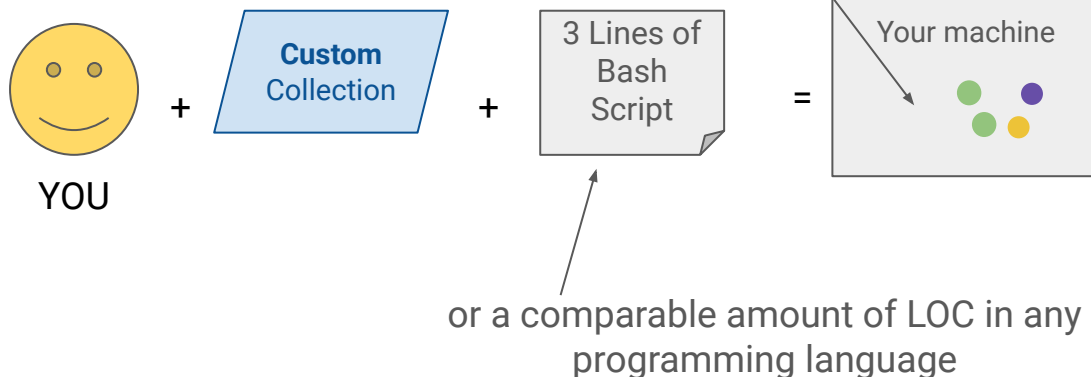 YOU
+
Custom
Collection
+
3 Lines of
Bash
Script
=
Your machine
or a comparable amount of LOC in any
programming language